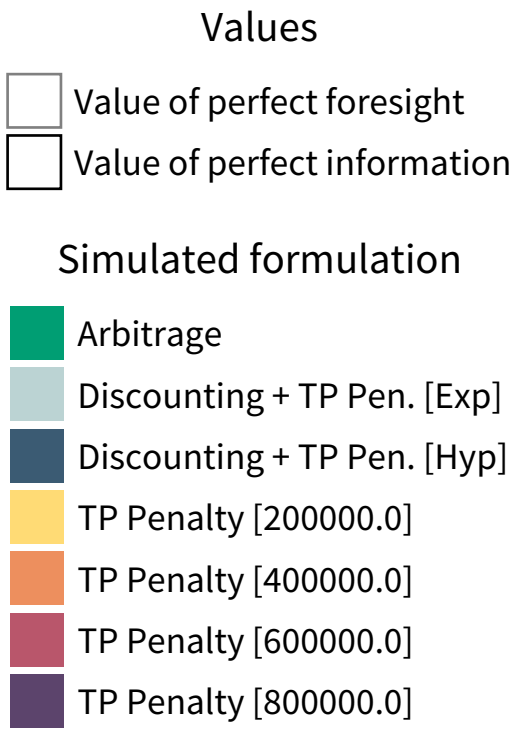 Values
Value of perfect foresight
Value of perfect information
Simulated formulation
Arbitrage
Discounting + TP Pen. [Exp]
Discounting + TP Pen. [Hyp]
TP Penalty [200000.0]
TP Penalty [400000.0]
TP Penalty [600000.0]
TP Penalty [800000.0]